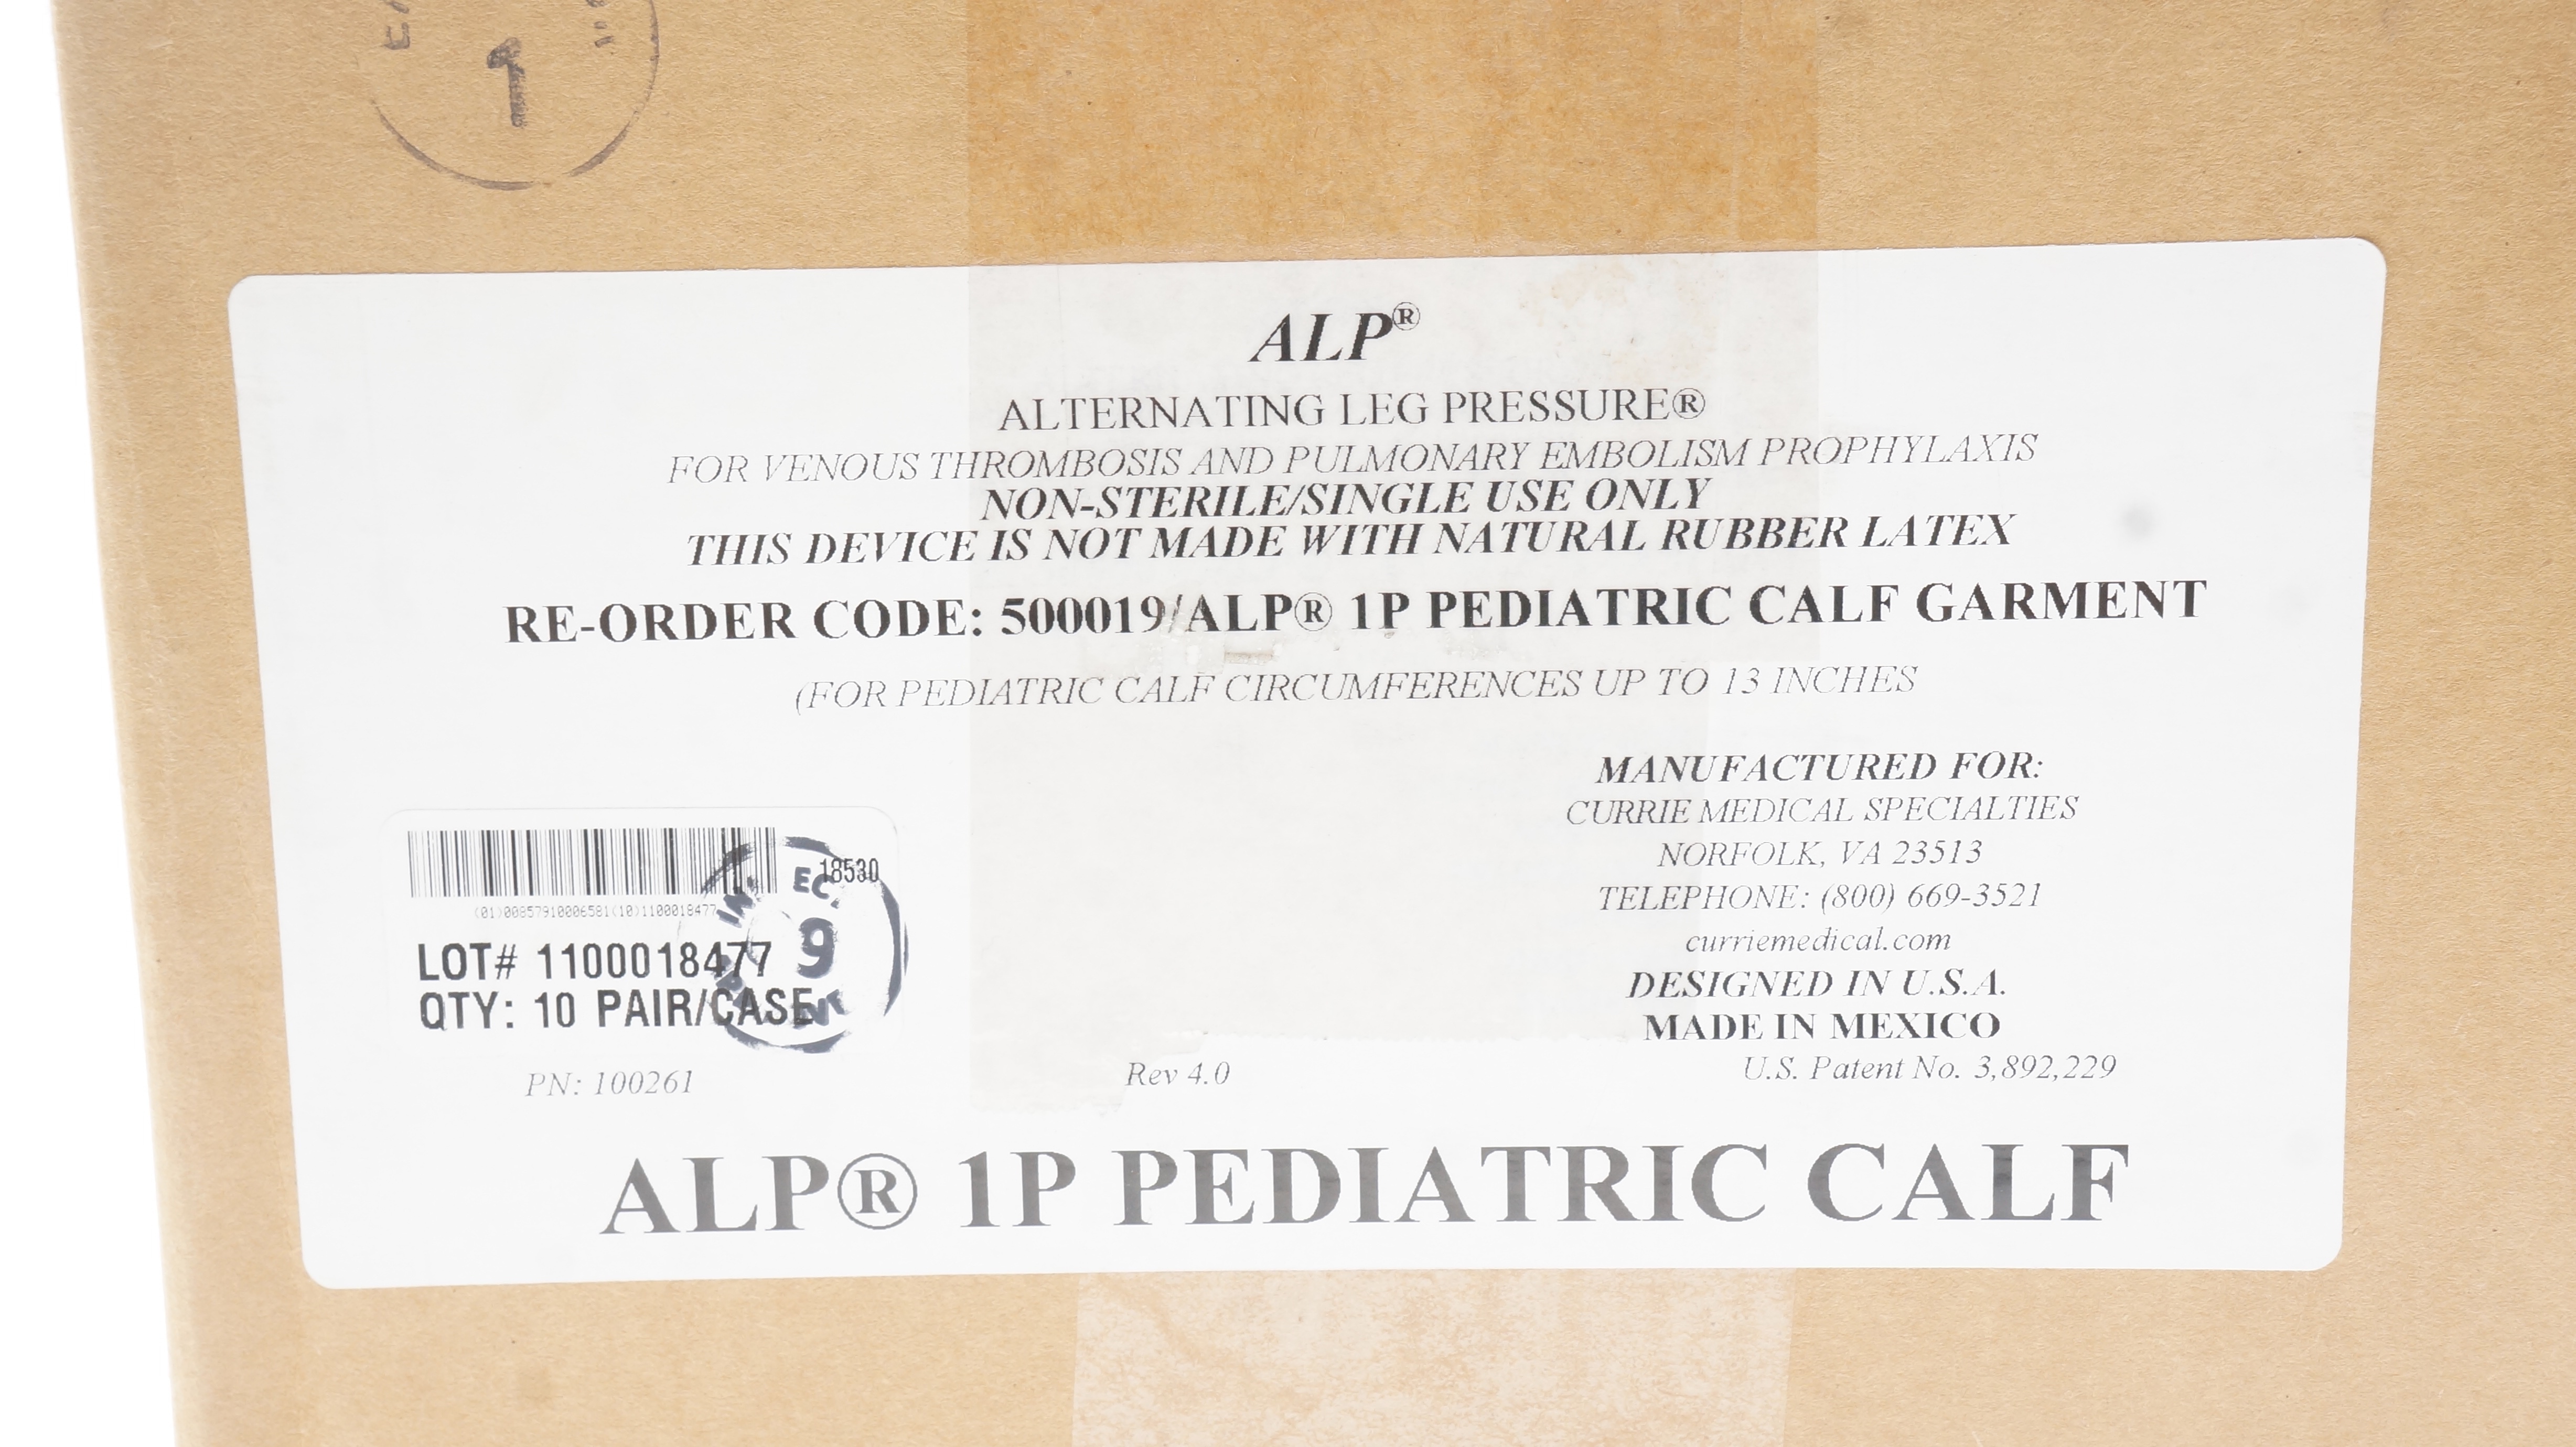 1
ALP®
ALTERNATING LEG PRESSURE®
FOR VENOUS THROMBOSIS AND PULMONARY EMBOLISM PROPHYLAXIS
NON-STERILE/SINGLE USE ONLY
THIS DEVICE IS NOT MADE WITH NATURAL RUBBER LATEX
RE-ORDER CODE: 500019/ALP® 1P PEDIATRIC CALF GARMENT
(FOR PEDIATRIC CALF CIRCUMFERENCES UP TO 13 INCHES
18530
(01)00857910006581(10)1100018477
LOT# 1100018477
QTY: 10 PAIR/CASE
9
PN: 100261
Rev 4.0
MANUFACTURED FOR:
CURRIE MEDICAL SPECIALTIES
NORFOLK, VA 23513
TELEPHONE: (800) 669-3521
curriemedical.com
DESIGNED IN U.S.A.
MADE IN MEXICO
U.S. Patent No. 3,892,229
ALP® 1P PEDIATRIC CALF